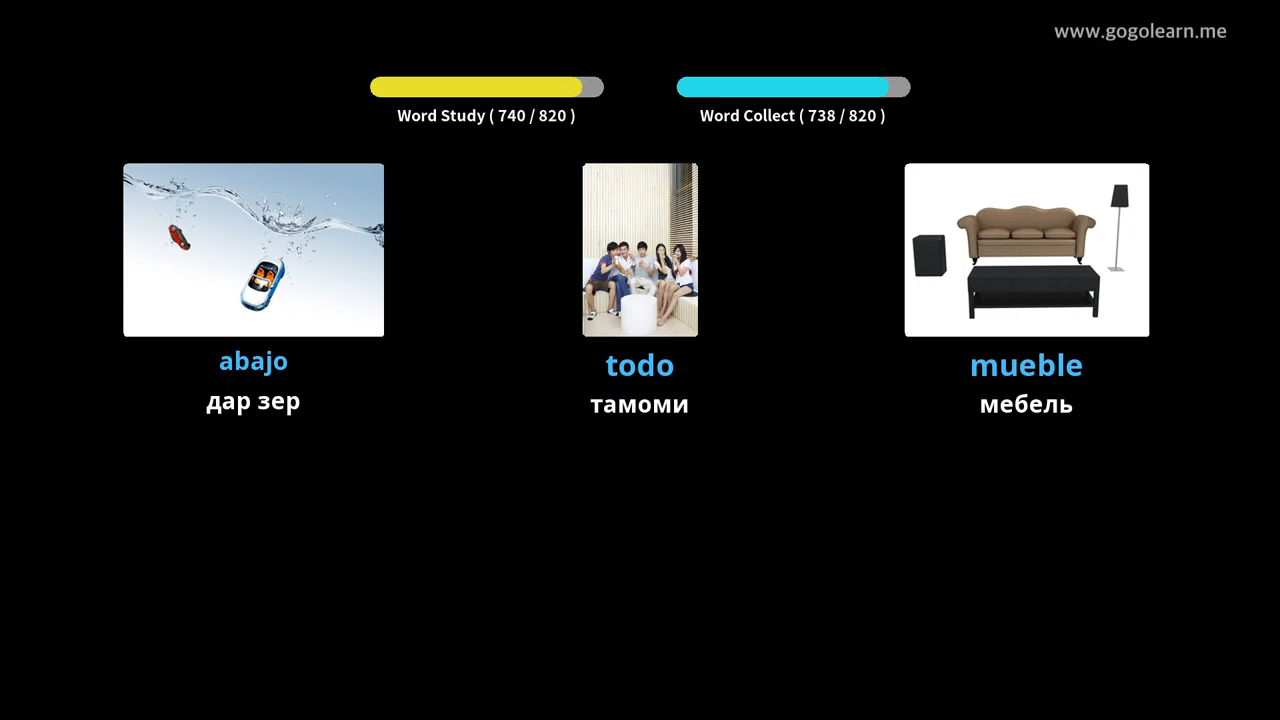 www.gogolearn.me
Word Study ( 740 / 820 )
Word Collect ( 738 / 820 )
abajo
дар зер
todo
тамоми
mueble
мебель